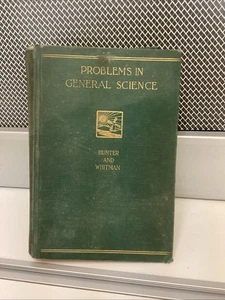 PROBLEMS IN
GENERAL SCIENCE
HUNTER
AND
WHITMAN